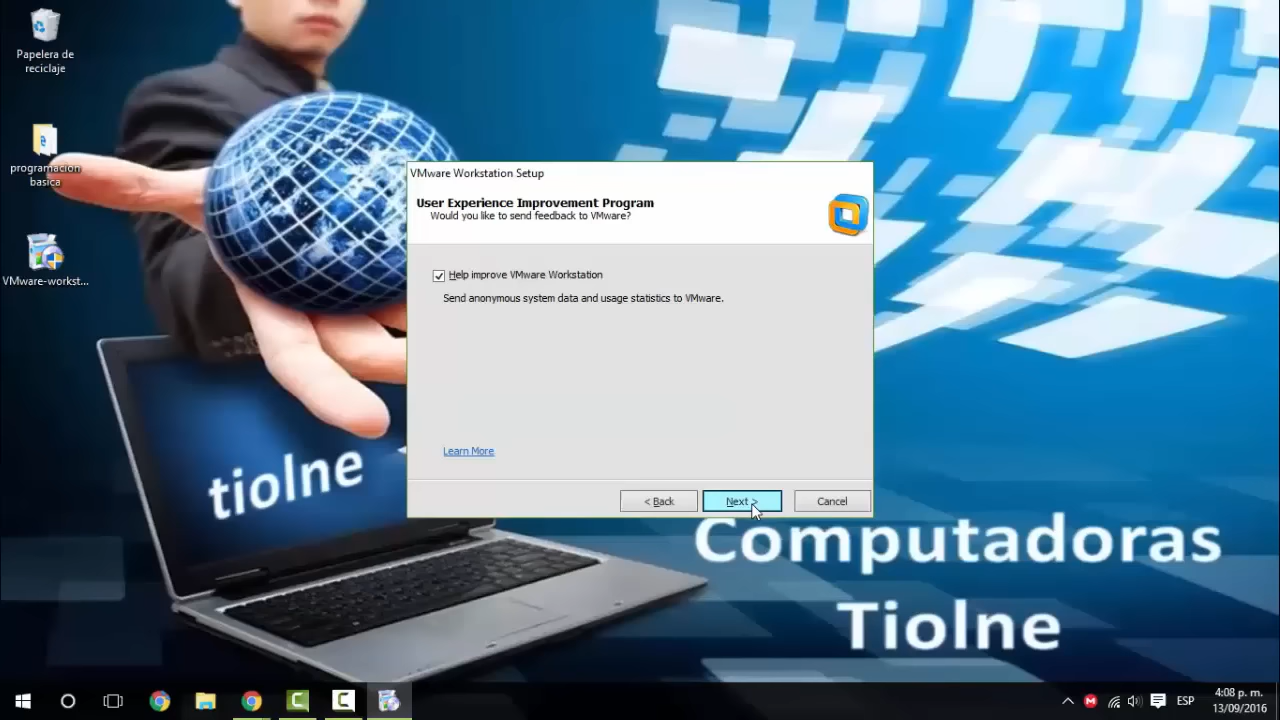 Papelera de
reciclaje
programacion
basica
VMware-workst...
VMware Workstation Setup
User Experience Improvement Program
Would you like to send feedback to VMware?
Help improve VMware Workstation
Send anonymous system data and usage statistics to VMware.
Learn More
< Back
Next >
Cancel
tiolne
Computadoras
Tiolne
ESP
4:08 p. m.
13/09/2016